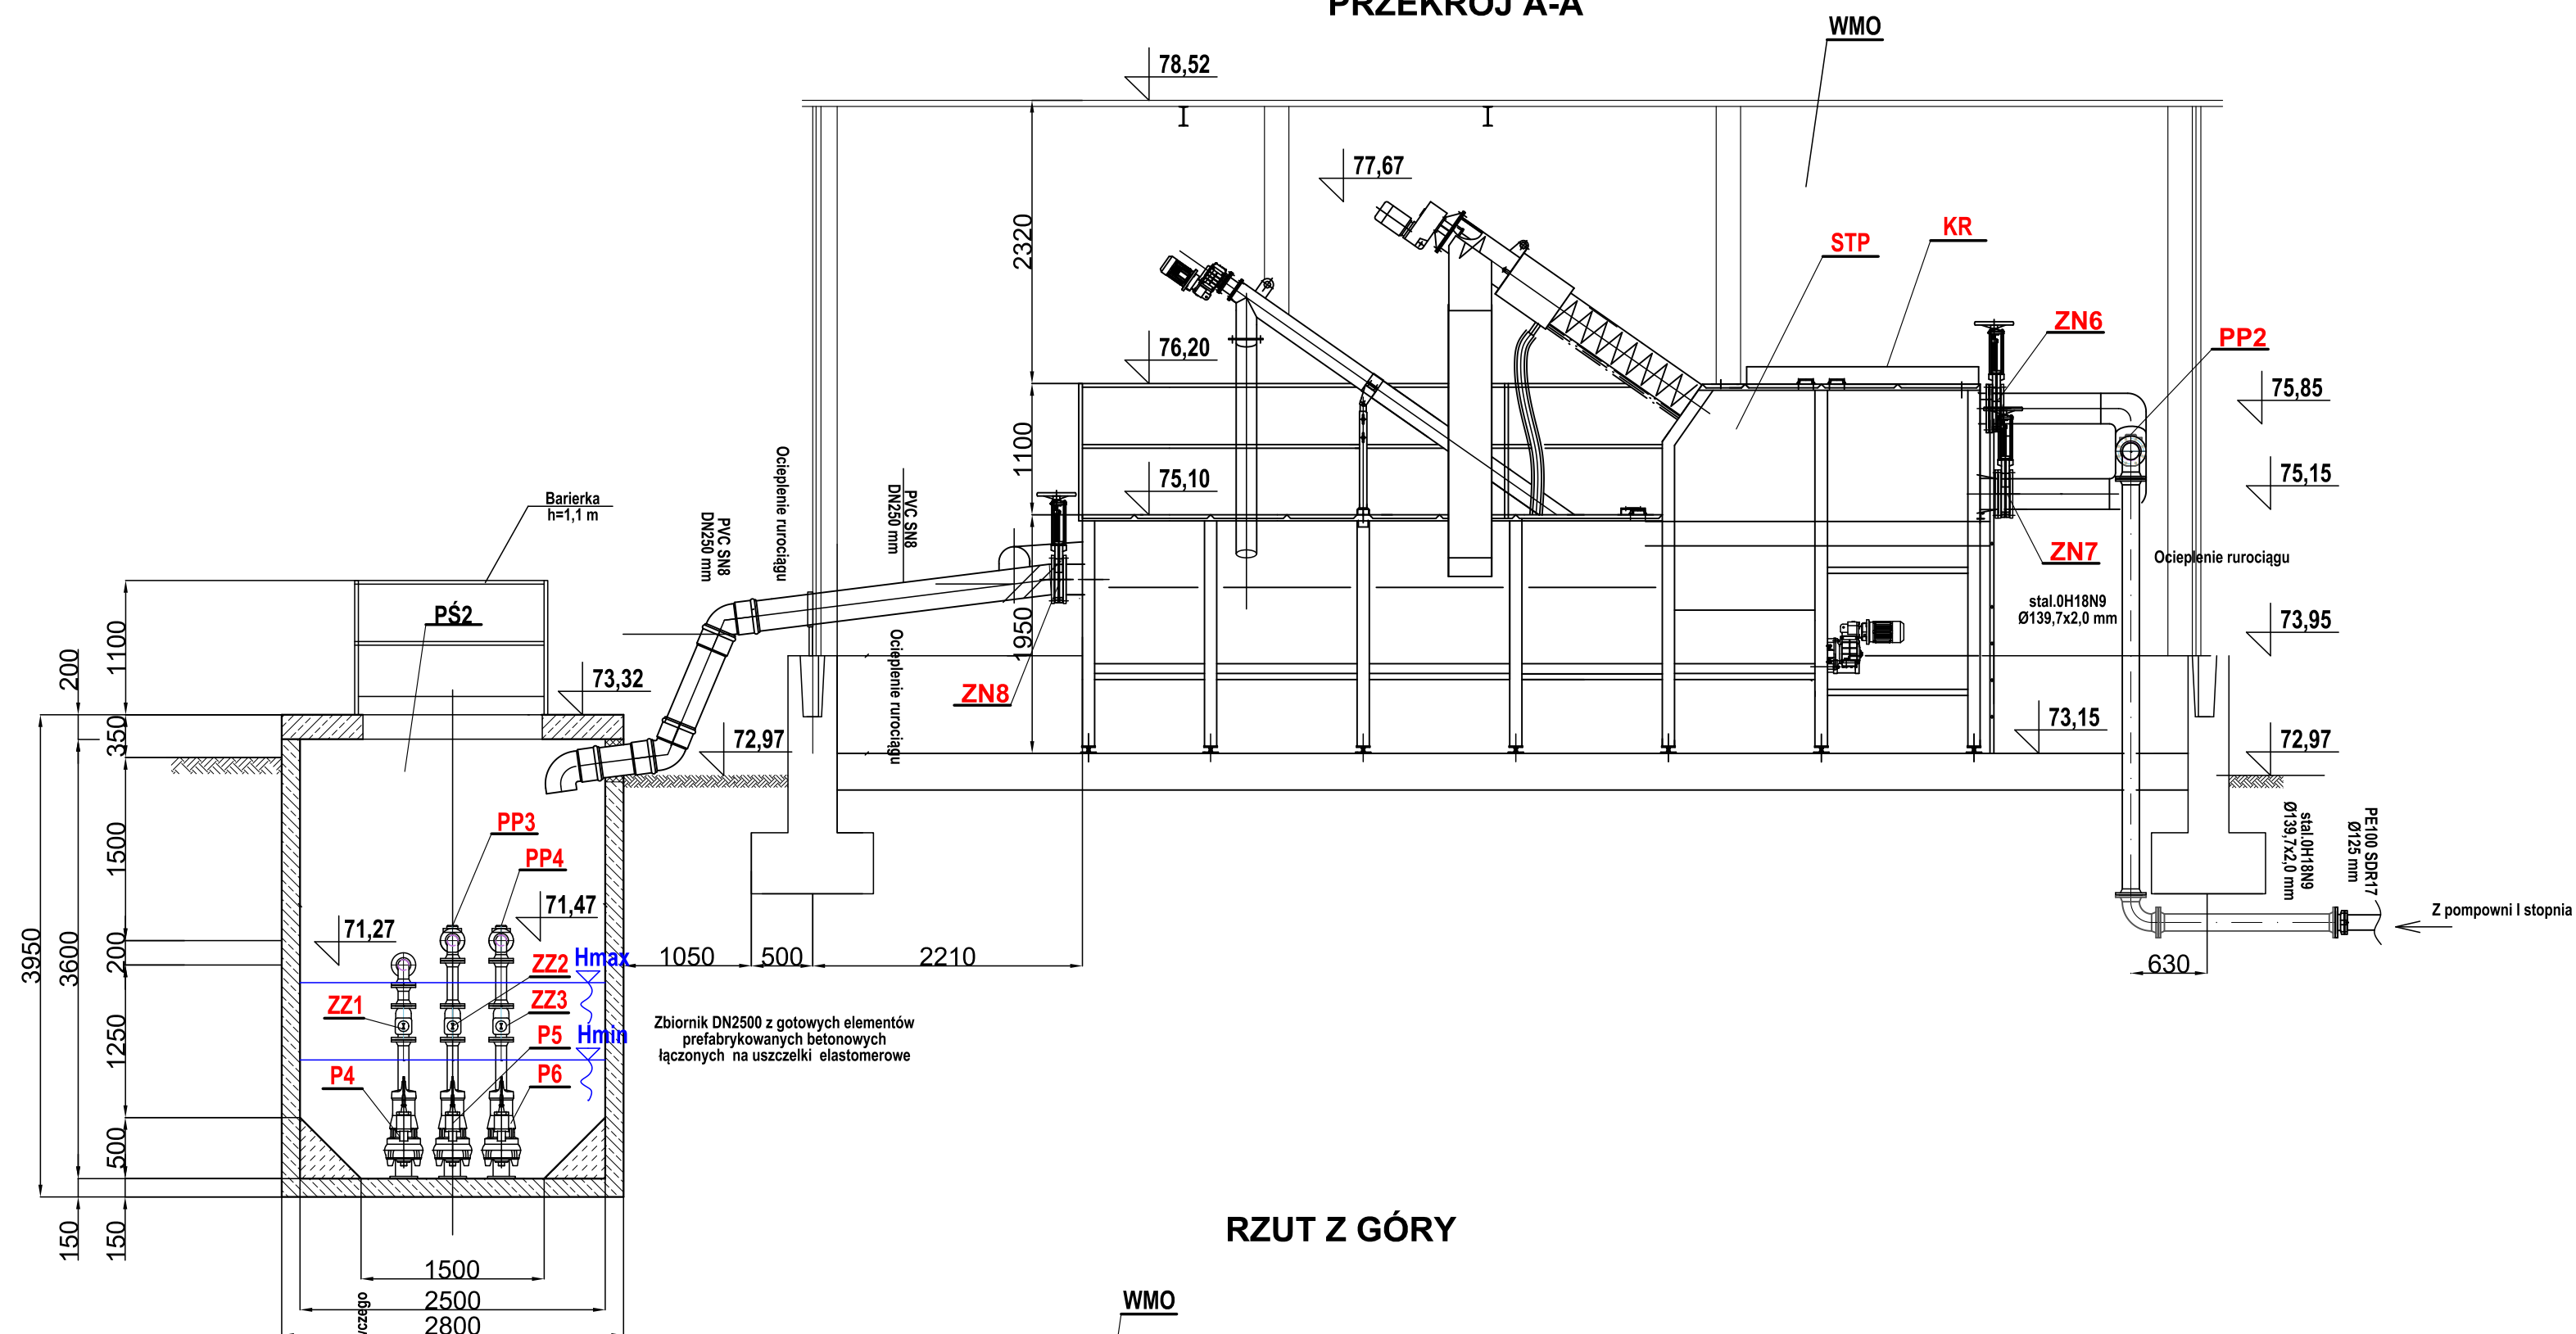 PRZEKRÓJ A-A
WMO
78,52
77,67
KR
STP
2320
ZN6
PP2
76,20
75,85
1100
75,10
75,15
Ocieplenie rurociągu
PVC SN8
DN250 mm
PVC SN8
DN250 mm
Barierka
h=1,1 m
ZN7
Ocieplenie rurociągu
stal.0H18N9
Ø139,7x2,0 mm
PŚ2
1100
200
1950
73,95
73,32
ZN8
Ocieplenie rurociągu
350
72,97
73,15
72,97
PP3
PP4
1500
stal.0H18N9
Ø139,7x2,0 mm
PE100 SDR17
Ø125 mm
Z pompowni I stopnia
71,27
71,47
3950
3600
200
ZZ2
Hmax
1050
500
2210
630
ZZ1
ZZ3
Zbiornik DN2500 z gotowych elementów
prefabrykowanych betonowych
łączonych na uszczelki elastomerowe
P5
Hmin
1250
P4
P6
500
150
150
RZUT Z GÓRY
1500
2500
2800
WMO